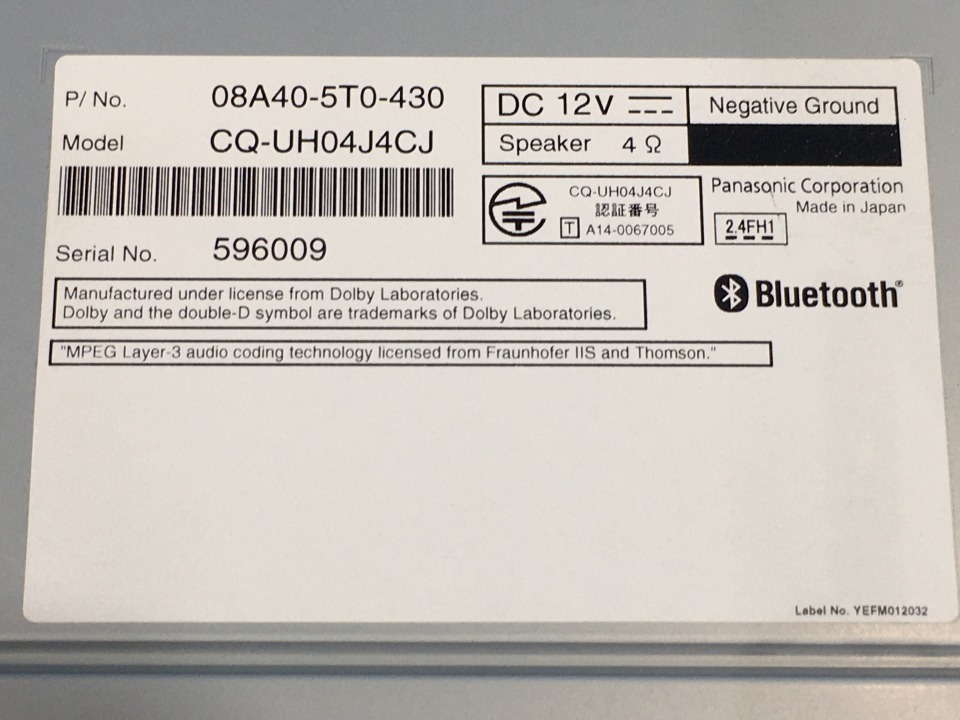 P/ No. 08A40-5T0-430
Model CQ-UH04J4CJ
Serial No. 596009
DC 12V
Negative Ground
Speaker 4 Ω
CQ-UH04J4CJ
認証番号
T A14-0067005
Panasonic Corporation
Made in Japan
2.4FH1
Bluetooth®
Manufactured under license from Dolby Laboratories.
Dolby and the double-D symbol are trademarks of Dolby Laboratories.
"MPEG Layer-3 audio coding technology licensed from Fraunhofer IIS and Thomson."
Label No. YEFM012032